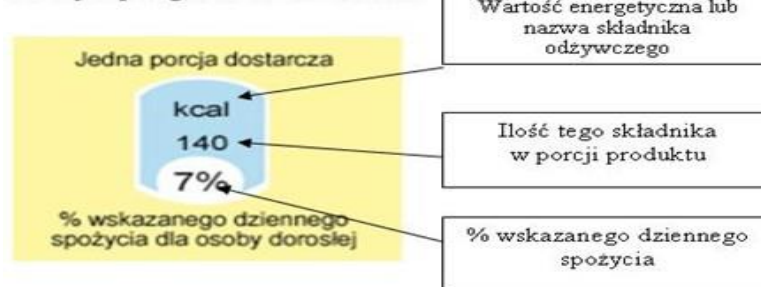 Jedna porcja dostarcza
kcal
140
7%
% wskazanego dziennego
spożycia dla osoby dorosłej
Wartość energetyczna lub
nazwa składnika
odżywczego
Ilość tego składnika
w porcji produktu
% wskazanego dziennego
spożycia